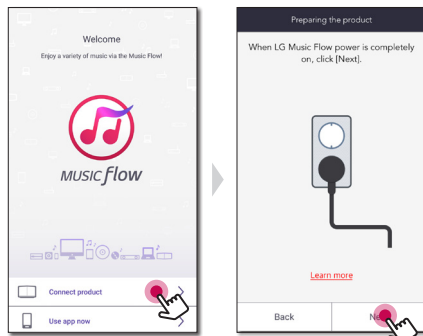 Welcome
Enjoy a variety of music via the Music Flow!
MUSIC flow
Connect product
Use app now
Preparing the product
When LG Music Flow power is completely
on, click [Next].
Learn more
Back